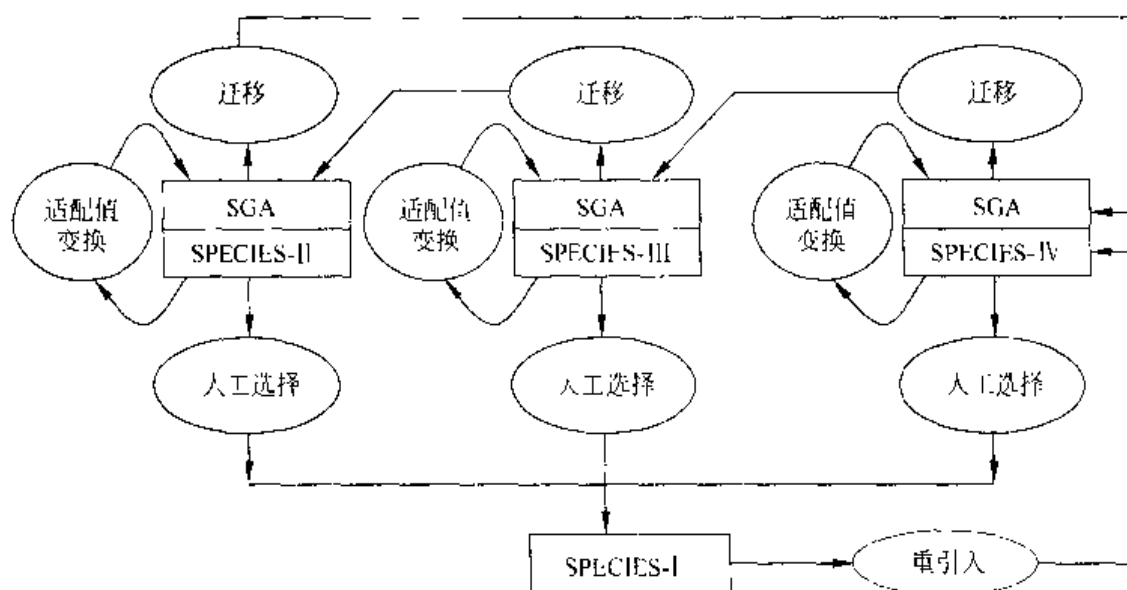 迁移
迁移
迁移
适配值
变换
SGA
SPECIES-II
适配值
变换
SGA
SPECIES-III
适配值
变换
SGA
SPECIES-IV
人工选择
人工选择
人工选择
SPECIES-I
重引入